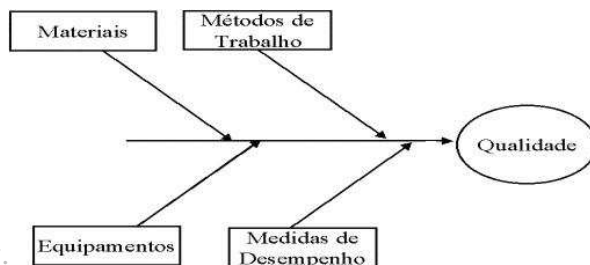 Materiais
Métodos de
Trabalho
Qualidade
Equipamentos
Medidas de
Desempenho